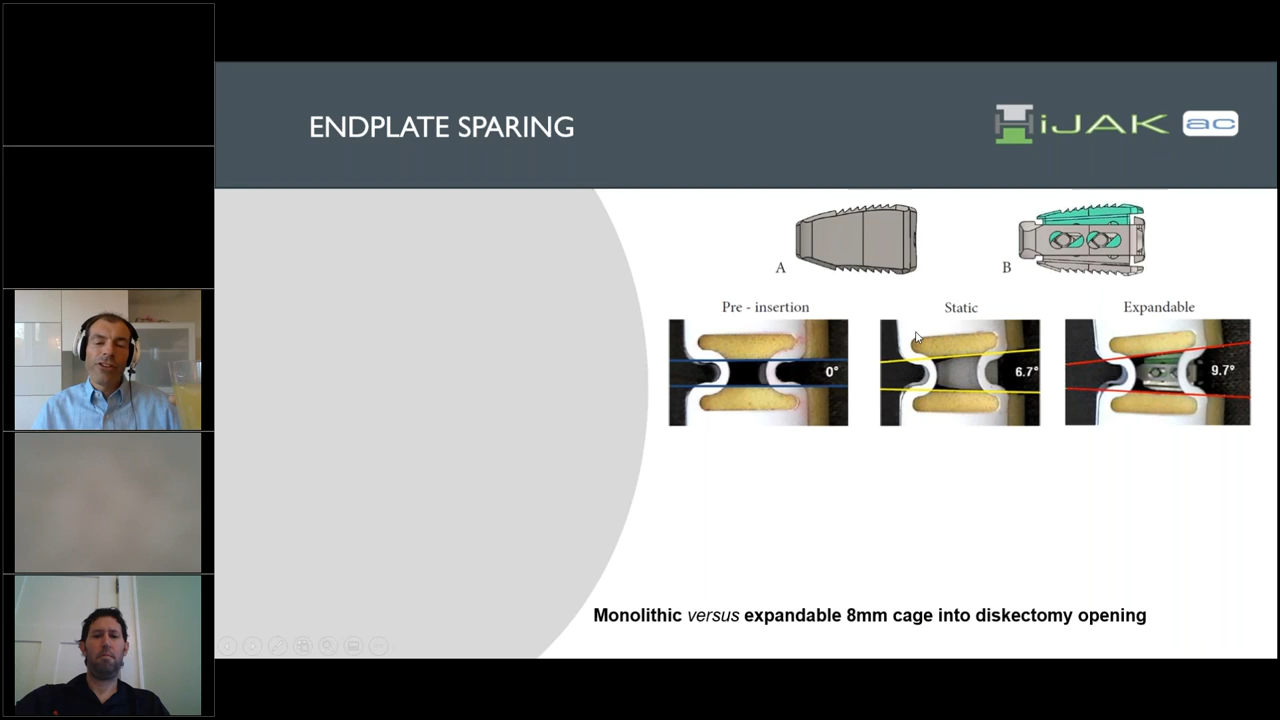 ENDPLATE SPARING
HiJAK ac
A
B
Pre - insertion
Static
Expandable
0°
6.7°
9.7°
Monolithic versus expandable 8mm cage into diskectomy opening